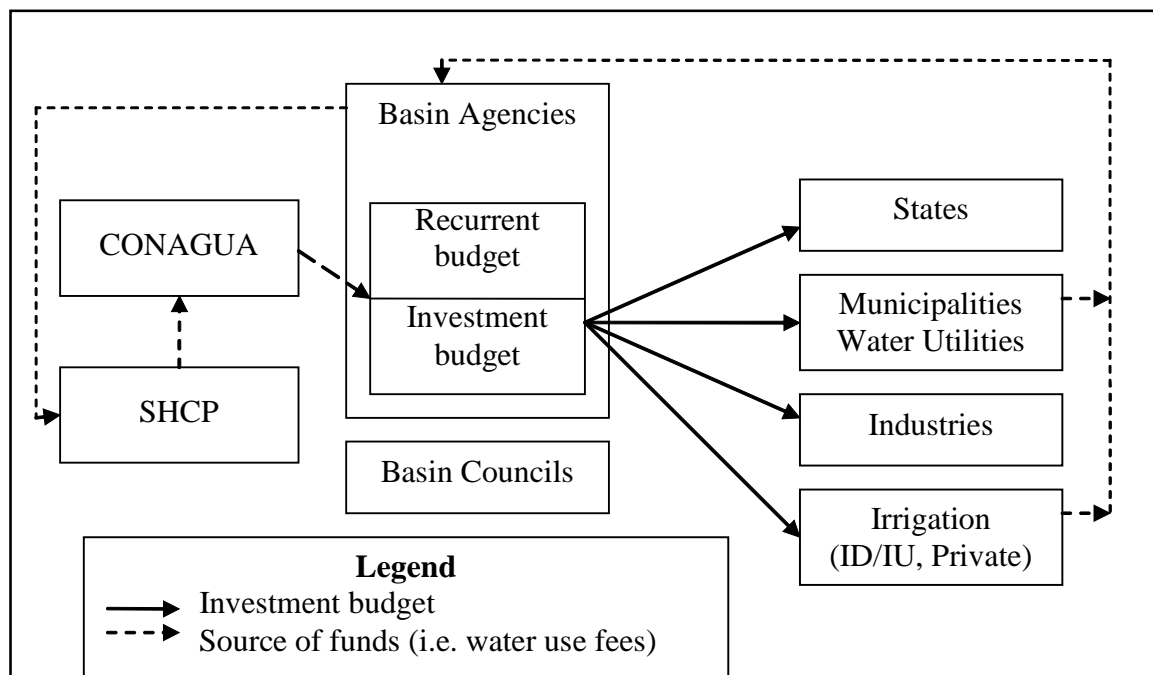 Basin Agencies
Recurrent
budget
Investment
budget
CONAGUA
SHCP
Basin Councils
States
Municipalities
Water Utilities
Industries
Irrigation
(ID/IU, Private)
Legend
Investment budget
Source of funds (i.e. water use fees)